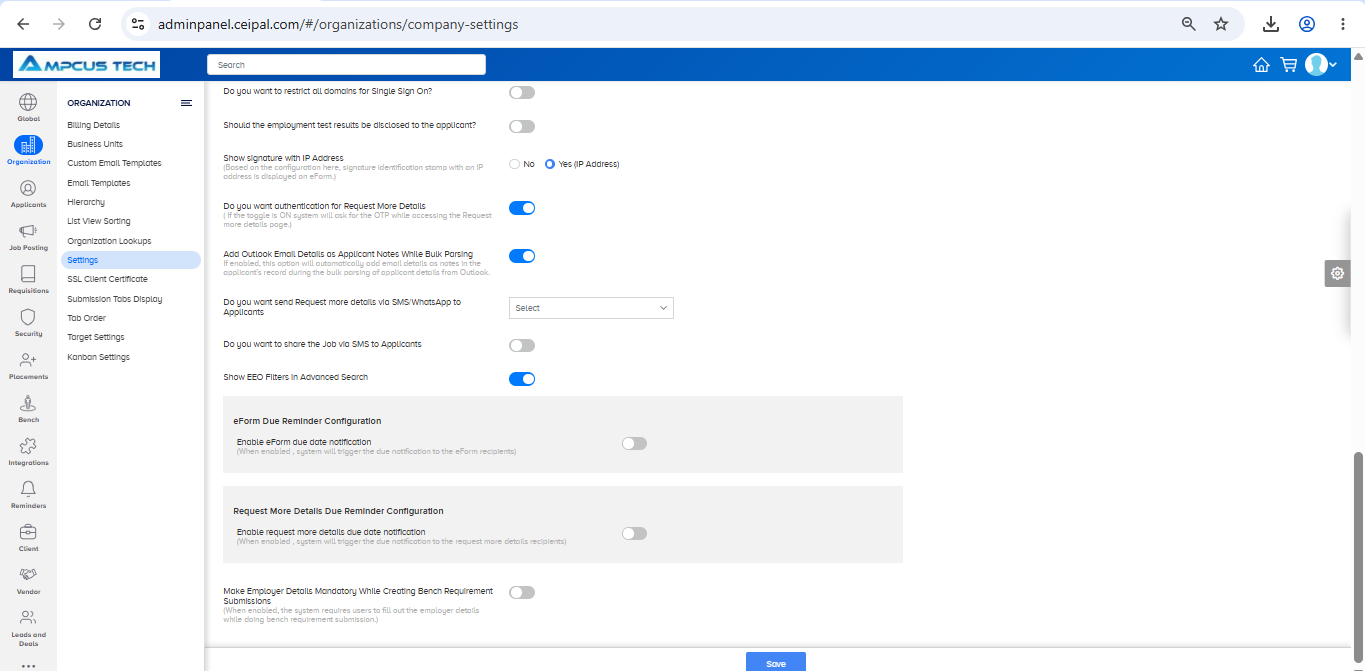 adminpanel.ceipal.com/#/organizations/company-settings
AMPCUS TECH
Search
Global
Organization
Applicants
Job Posting
Requisitions
Security
Placements
Bench
Integrations
Reminders
Client
Vendor
Leads and
Deals
ORGANIZATION
Billing Details
Business Units
Custom Email Templates
Email Templates
Hierarchy
List View Sorting
Organization Lookups
Settings
SSL Client Certificate
Submission Tabs Display
Tab Order
Target Settings
Kanban Settings
Do you want to restrict all domains for Single Sign On?
Should the employment test results be disclosed to the applicant?
Show signature with IP Address
(Based on the configuration here, signature identification stamp with an IP
address is displayed on eForm.)
No Yes (IP Address)
Do you want authentication for Request More Details
( If the toggle is ON system will ask for the OTP while accessing the Request
more details page.)
Add Outlook Email Details as Applicant Notes While Bulk Parsing
If enabled, this option will automatically add email details as notes in the
applicant's record during the bulk parsing of applicant details from Outlook.
Do you want send Request more details via SMS/WhatsApp to
Applicants
Select
Do you want to share the Job via SMS to Applicants
Show EEO Filters in Advanced Search
eForm Due Reminder Configuration
Enable eForm due date notification
(When enabled , system will trigger the due notification to the eForm recipients)
Request More Details Due Reminder Configuration
Enable request more details due date notification
(When enabled , system will trigger the due notification to the request more details recipients)
Make Employer Details Mandatory While Creating Bench Requirement
Submissions
(When enabled, the system requires users to fill out the employer details
while doing bench requirement submission.)
Save